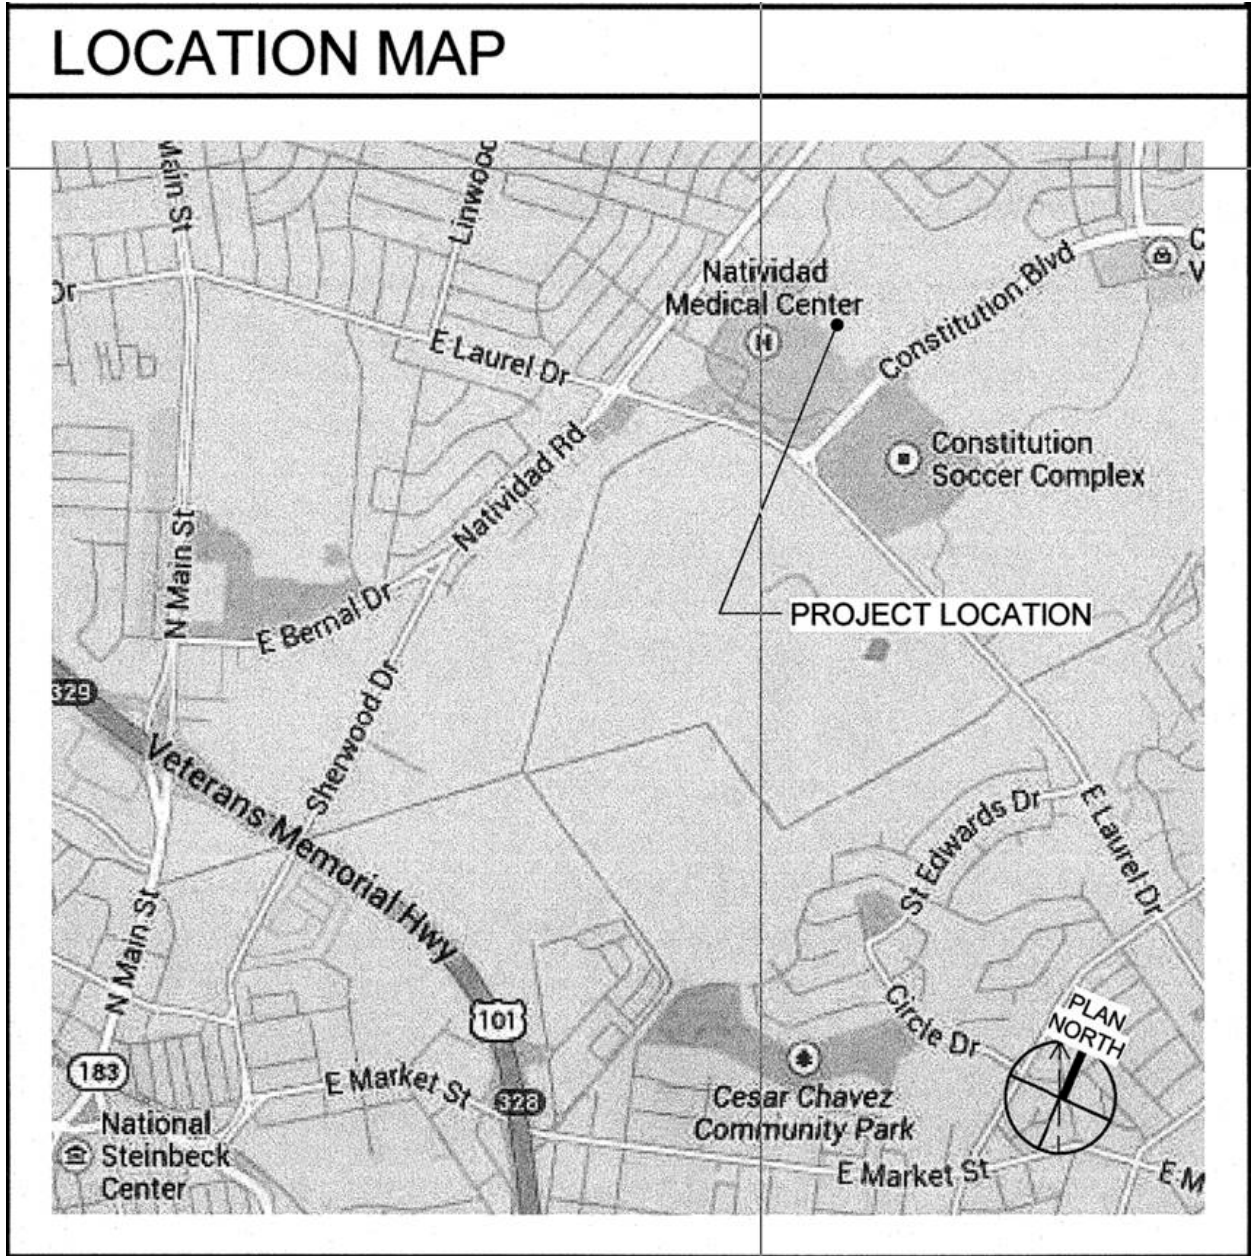 LOCATION MAP
Main St
Linwood
Dr
C
V
Natividad
Medical Center
H
Constitution Blvd
E Laurel Dr
Constitution
Soccer Complex
Natividad Rd
N Main St
E Bernal Dr
PROJECT LOCATION
329
Sherwood Dr
Veterans Memorial Hwy
St Edwards Dr
E Laurel Dr
N Main St
Circle Dr
PLAN
NORTH
101
183
E Market St
328
Cesar Chavez
Community Park
National
Steinbeck
Center
E Market St
E M